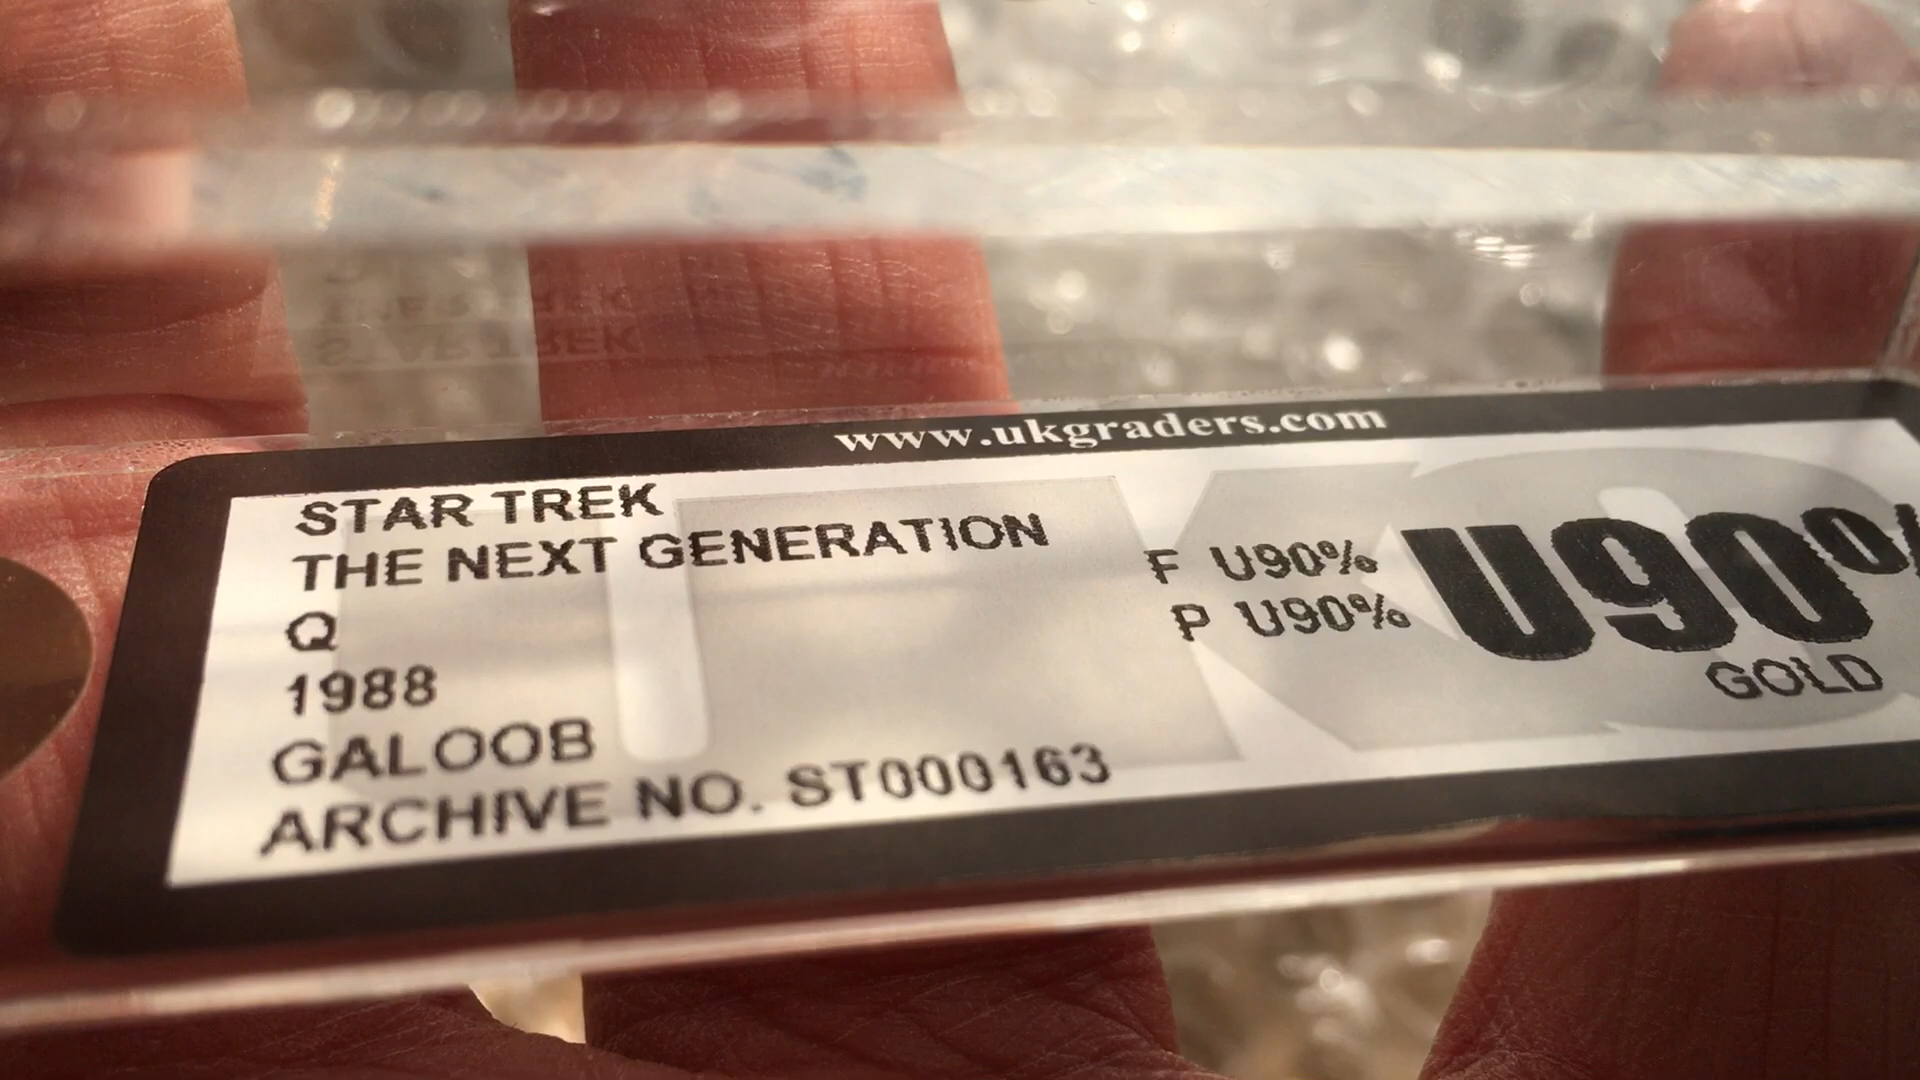 www.ukgraders.com
STAR TREK
THE NEXT GENERATION
Q
1988
GALOOB
ARCHIVE NO. ST000163
F U90%
P U90%
U90%
GOLD